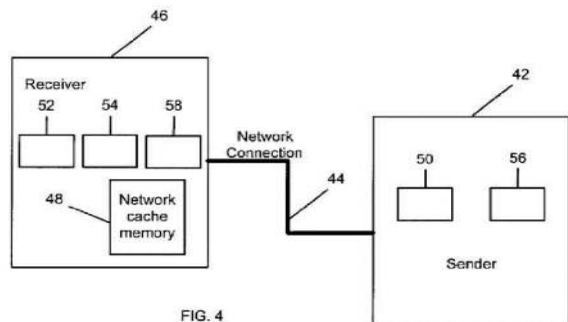 46
Receiver
52 54 58
42
Network
Connection
50 56
44
48
Network
cache
memory
Sender
FIG. 4